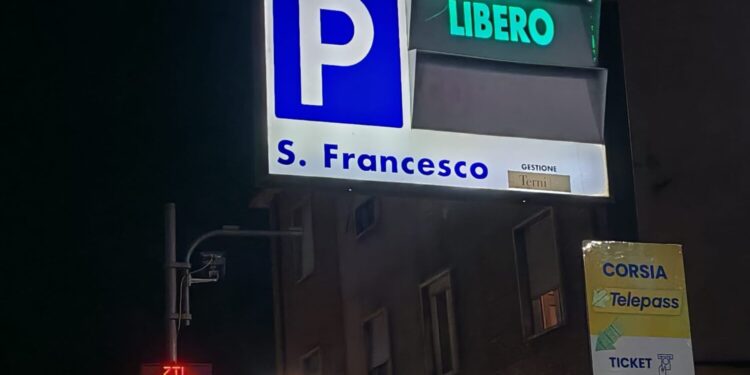 P
LIBERO
S. Francesco
GESTIONE
Terni
CORSIA
Telepass
TICKET
ZTL